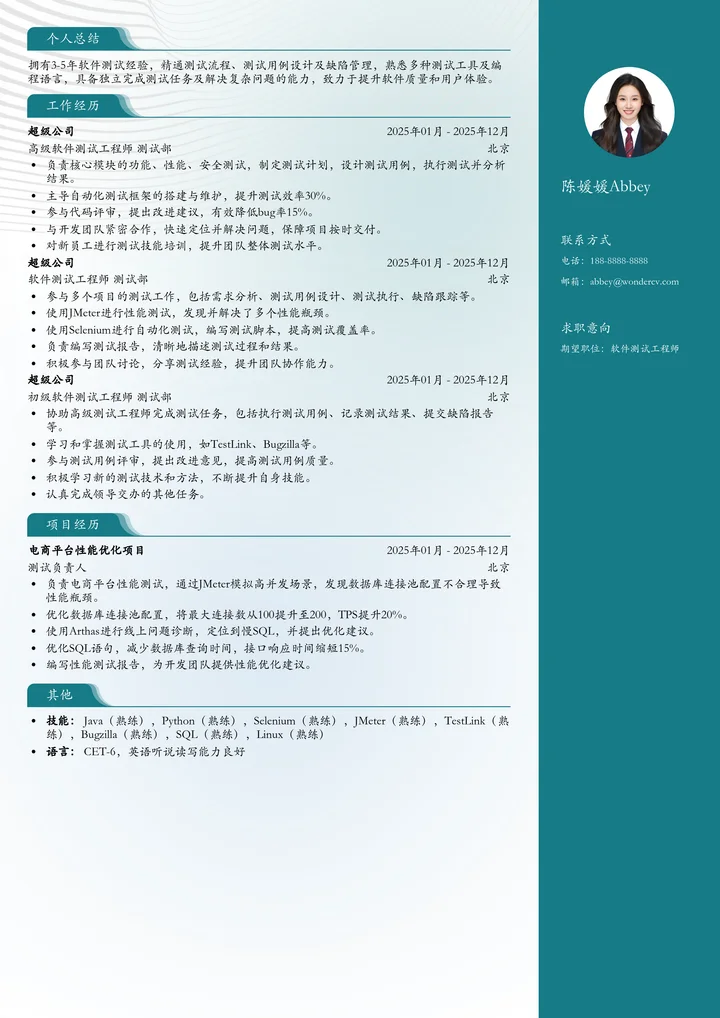 个人总结
拥有3-5年软件测试经验，精通测试流程、测试用例设计及缺陷管理，熟悉多种测试工具及编
程语言，具备独立完成测试任务及解决复杂问题的能力，致力于提升软件质量和用户体验。
工作经历
超级公司 2025年01月 - 2025年12月
高级软件测试工程师 测试部 北京
• 负责核心模块的功能、性能、安全测试，制定测试计划，设计测试用例，执行测试并分析
结果。
• 主导自动化测试框架的搭建与维护，提升测试效率30%。
• 参与代码评审，提出改进建议，有效降低bug率15%。
• 与开发团队紧密合作，快速定位并解决问题，保障项目按时交付。
• 对新员工进行测试技能培训，提升团队整体测试水平。
超级公司 2025年01月 - 2025年12月
软件测试工程师 测试部 北京
• 参与多个项目的测试工作，包括需求分析、测试用例设计、测试执行、缺陷跟踪等。
• 使用JMeter进行性能测试，发现并解决了多个性能瓶颈。
• 使用Selenium进行自动化测试，编写测试脚本，提高测试覆盖率。
• 负责编写测试报告，清晰地描述测试过程和结果。
• 积极参与团队讨论，分享测试经验，提升团队协作能力。
超级公司 2025年01月 - 2025年12月
初级软件测试工程师 测试部 北京
• 协助高级测试工程师完成测试任务，包括执行测试用例、记录测试结果、提交缺陷报告
等。
• 学习和掌握测试工具的使用，如TestLink、Bugzilla等。
• 参与测试用例评审，提出改进意见，提高测试用例质量。
• 积极学习新的测试技术和方法，不断提升自身技能。
• 认真完成领导交办的其他任务。
项目经历
电商平台性能优化项目 2025年01月 - 2025年12月
测试负责人 北京
• 负责电商平台性能测试，通过JMeter模拟高并发场景，发现数据库连接池配置不合理导致
性能瓶颈。
• 优化数据库连接池配置，将最大连接数从100提升至200，TPS提升20%。
• 使用Arthas进行线上问题诊断，定位到慢SQL，并提出优化建议。
• 优化SQL语句，减少数据库查询时间，接口响应时间缩短15%。
• 编写性能测试报告，为开发团队提供性能优化建议。
其他
• 技能： Java（熟练）, Python（熟练）, Selenium（熟练）, JMeter（熟练）, TestLink（熟
练）, Bugzilla（熟练）, SQL（熟练）, Linux（熟练）
• 语言： CET-6，英语听说读写能力良好
陈媛媛Abbey
联系方式
电话：188-8888-8888
邮箱：abbey@wondercv.com
求职意向
期望职位：软件测试工程师